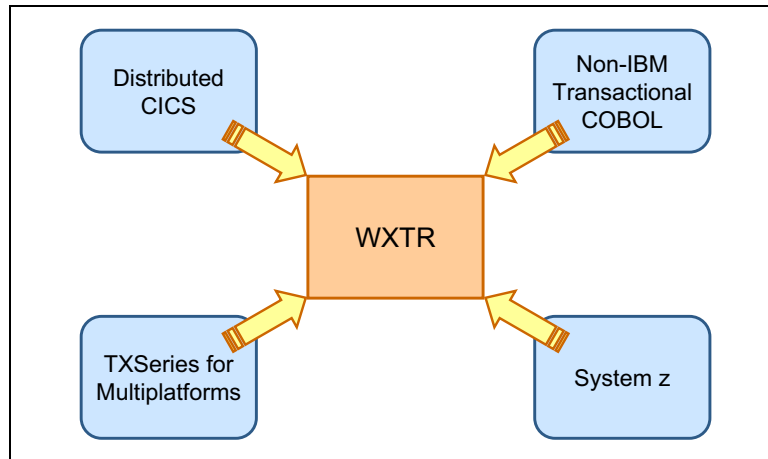 Distributed
CICS
Non-IBM
Transactional
COBOL
WXTR
TXSeries for
Multiplatforms
System z